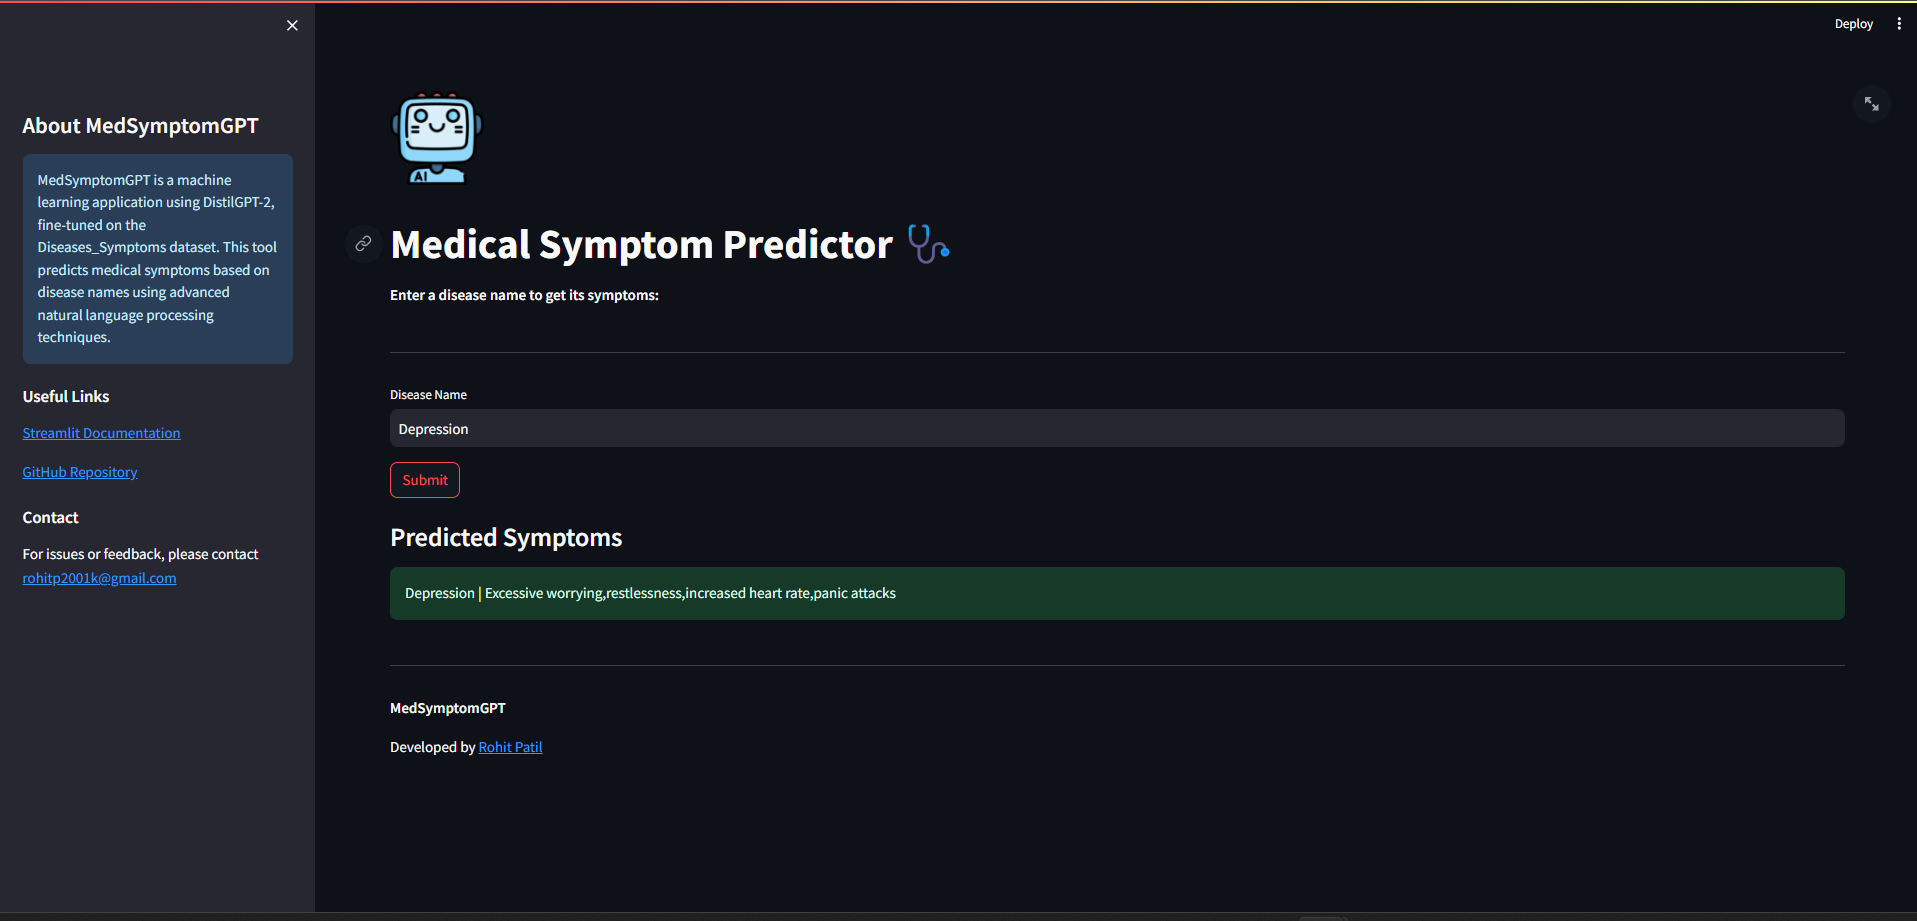 Deploy
About MedSymptomGPT
MedSymptomGPT is a machine
learning application using DistilGPT-2,
fine-tuned on the
Diseases_Symptoms dataset. This tool
predicts medical symptoms based on
disease names using advanced
natural language processing
techniques.
Useful Links
Streamlit Documentation
GitHub Repository
Contact
For issues or feedback, please contact
rohitp2001k@gmail.com
AI
Medical Symptom Predictor
Enter a disease name to get its symptoms:
Disease Name
Depression
Submit
Predicted Symptoms
Depression | Excessive worrying,restlessness,increased heart rate,panic attacks
MedSymptomGPT
Developed by Rohit Patil